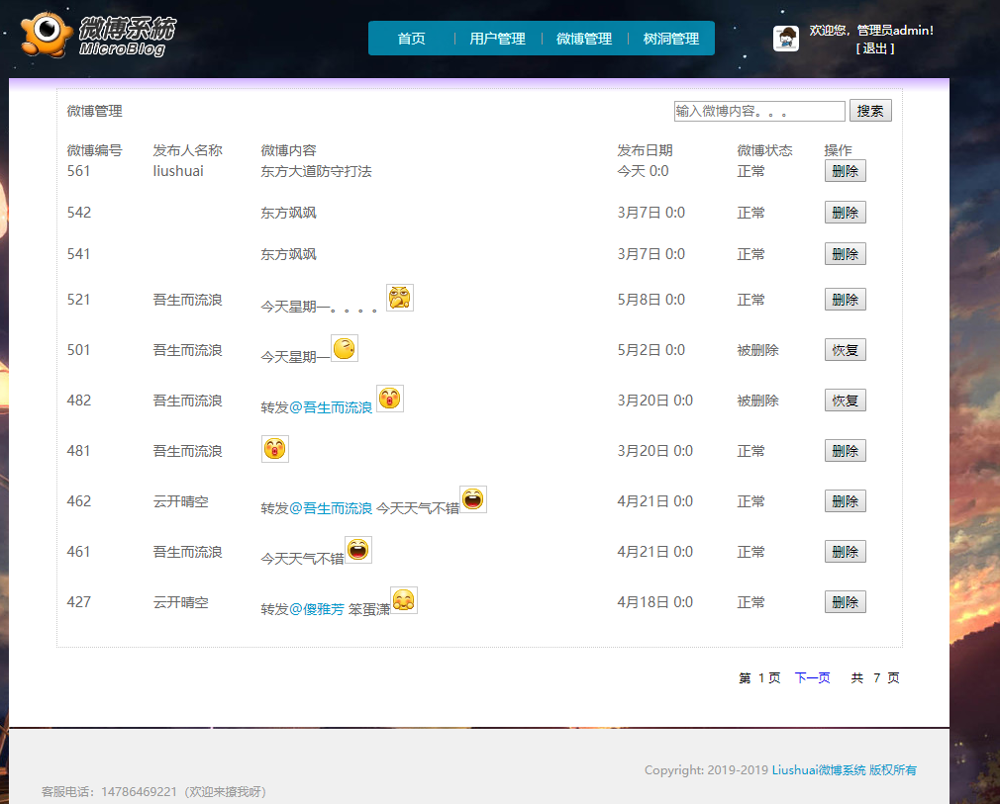 微博系統
MicroBlog
首页 用户管理 微博管理 树洞管理
欢迎您，管理员admin!
[ 退出 ]
微博管理 输入微博内容。。。 搜索
微博编号 发布人名称 微博内容 发布日期 微博状态 操作
561 liushuai 东方大道防守打法 今天 0:0 正常 删除
542 东方飒飒 3月7日 0:0 正常 删除
541 东方飒飒 3月7日 0:0 正常 删除
521 吾生而流浪 今天星期一。。。。 5月8日 0:0 正常 删除
501 吾生而流浪 今天星期一 5月2日 0:0 被删除 恢复
482 吾生而流浪 转发@吾生而流浪 3月20日 0:0 被删除 恢复
481 吾生而流浪 3月20日 0:0 正常 删除
462 云开晴空 转发@吾生而流浪 今天天气不错 4月21日 0:0 正常 删除
461 吾生而流浪 今天天气不错 4月21日 0:0 正常 删除
427 云开晴空 转发@傻雅芳 笨蛋潇 4月18日 0:0 正常 删除
第 1 页 下一页 共 7 页
Copyright: 2019-2019 Liushuai微博系统 版权所有
客服电话：14786469221（欢迎来撩我呀）